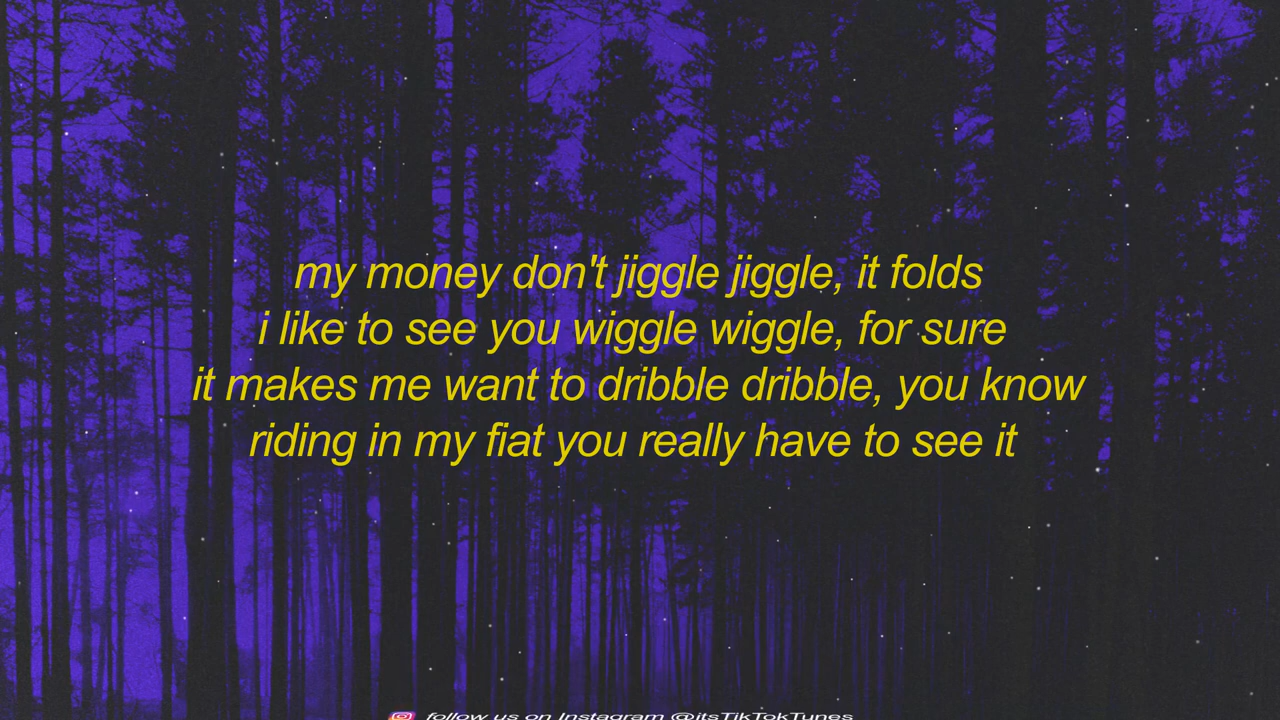 my money don't jiggle jiggle, it folds
i like to see you wiggle wiggle, for sure
it makes me want to dribble dribble, you know
riding in my fiat you really have to see it
follow us on Instagram @itsTikTokTunes